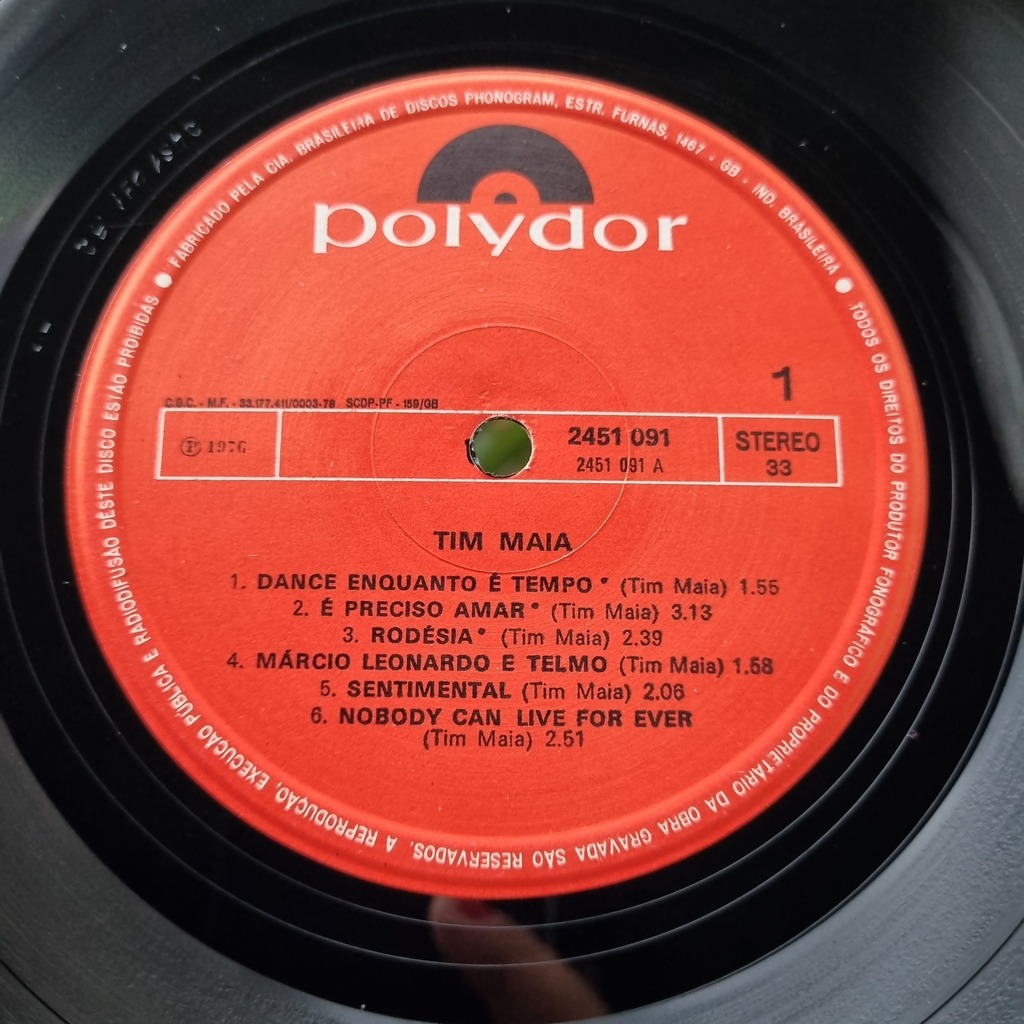 FABRICADO PELA CIA. BRASILEIRA DE DISCOS PHONOGRAM, ESTR. FURNAS, 1467 - GB - IND. BRASILEIRA
polydor
1
C.G.C. - M.F. - 33.177.411/0003-78 SCDP-PF - 159/GB
℗ 1976
2451 091
2451 091 A
STEREO
33
TIM MAIA
1. DANCE ENQUANTO É TEMPO * (Tim Maia) 1.55
2. É PRECISO AMAR * (Tim Maia) 3.13
3. RODÉSIA * (Tim Maia) 2.39
4. MÁRCIO LEONARDO E TELMO (Tim Maia) 1.58
5. SENTIMENTAL (Tim Maia) 2.06
6. NOBODY CAN LIVE FOR EVER
(Tim Maia) 2.51
TODOS OS DIREITOS DO PRODUTOR FONOGRÁFICO E DO PROPRIETÁRIO DA OBRA GRAVADA SÃO RESERVADOS. A REPRODUÇÃO, EXECUÇÃO PÚBLICA E RADIODIFUSÃO DESTE DISCO ESTÃO PROIBIDAS